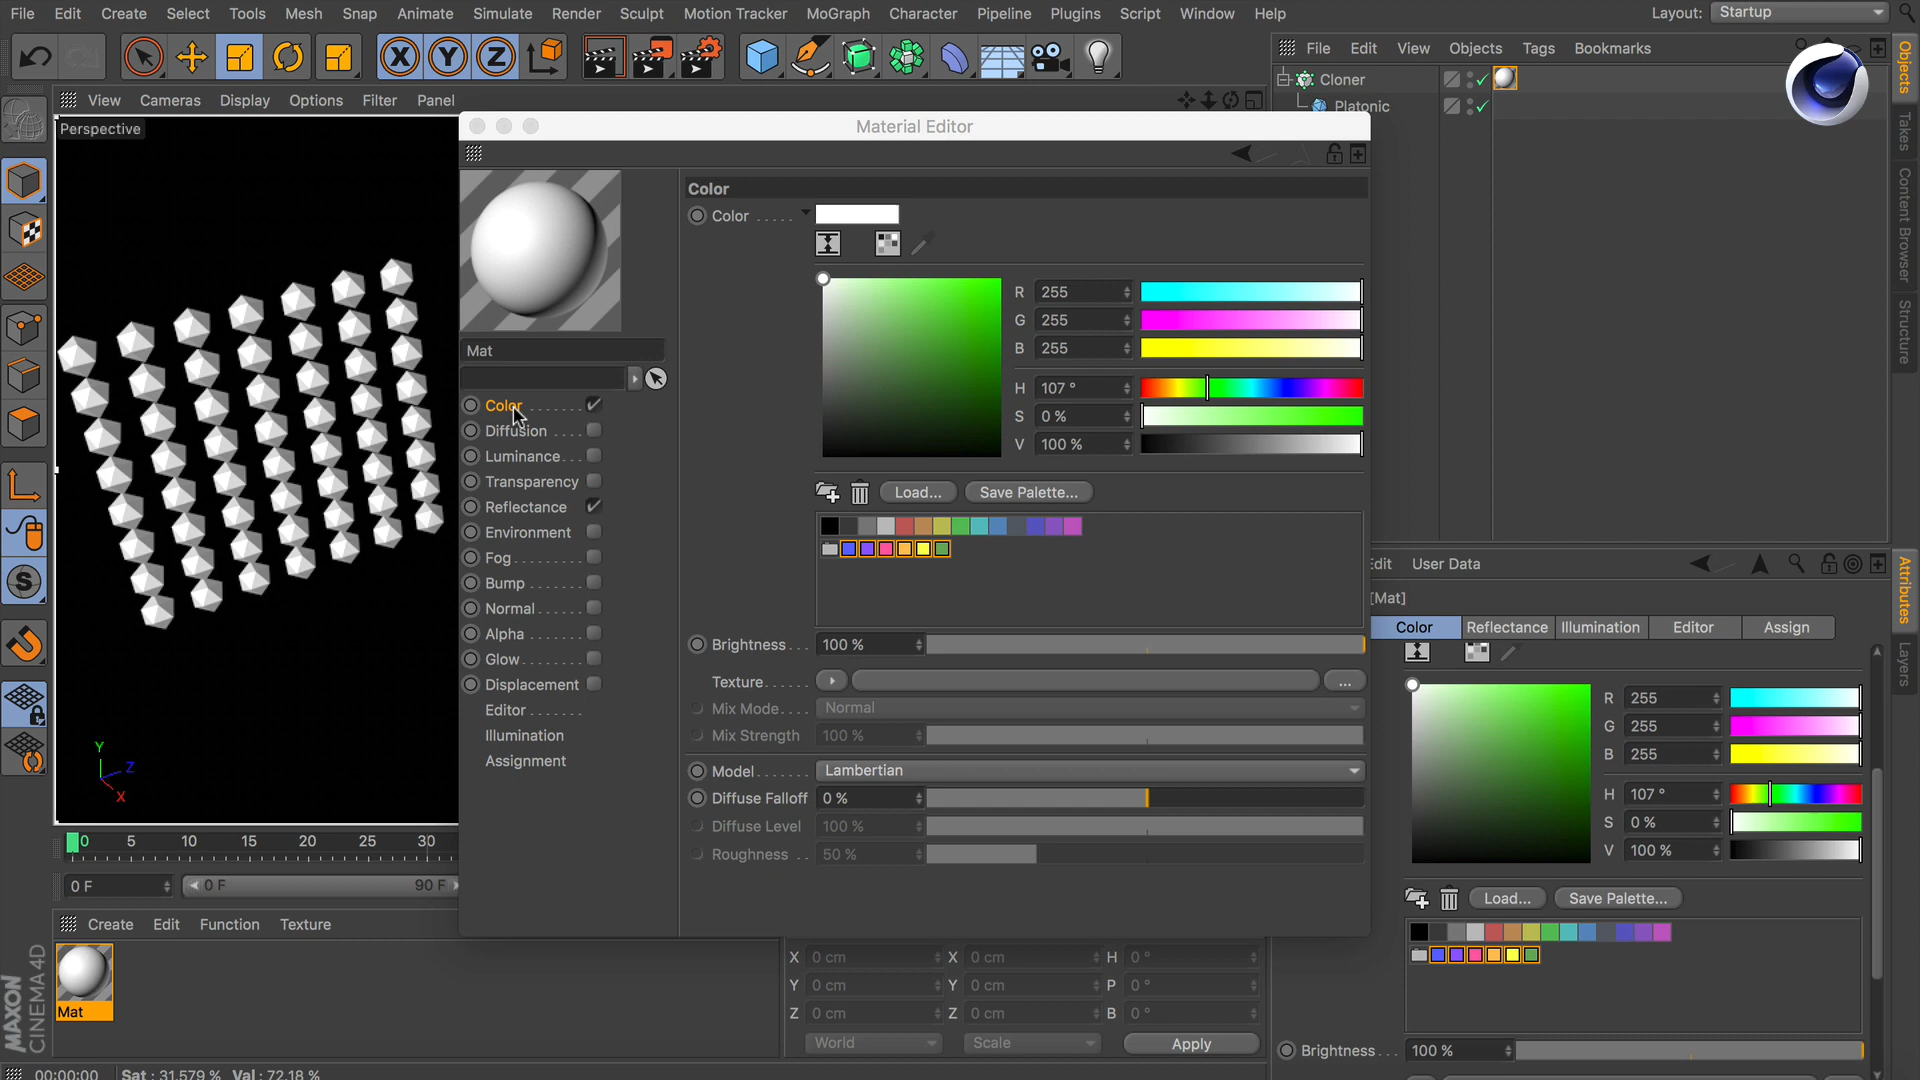 File Edit Create Select Tools Mesh Snap Animate Simulate Render Sculpt Motion Tracker MoGraph Character Pipeline Plugins Script Window Help Layout: Startup
X Y Z
File Edit View Objects Tags Bookmarks
Objects
Takes
Content Browser
Structure
Cloner
Platonic
View Cameras Display Options Filter Panel
Perspective
Material Editor
Color
Color
R 255
G 255
B 255
H 107 °
S 0 %
V 100 %
Load... Save Palette...
Mat
Color
Diffusion
Luminance
Transparency
Reflectance
Environment
Fog
Bump
Normal
Alpha
Glow
Displacement
Editor
Illumination
Assignment
Brightness 100 %
Texture ...
Mix Mode Normal
Mix Strength 100 %
Model Lambertian
Diffuse Falloff 0 %
Diffuse Level 100 %
Roughness 50 %
Y
Z
X
S
dit User Data
Attributes
Layers
[Mat]
Color Reflectance Illumination Editor Assign
R 255
G 255
B 255
H 107 °
S 0 %
V 100 %
Load... Save Palette...
Brightness 100 %
0 5 10 15 20 25 30
0 F 0 F 90 F
Create Edit Function Texture
Mat
X 0 cm X 0 cm H 0 °
Y 0 cm Y 0 cm P 0 °
Z 0 cm Z 0 cm B 0 °
World Scale Apply
MAXON
CINEMA 4D
00:00:00 Sat : 31.579 % Val : 72.18 %